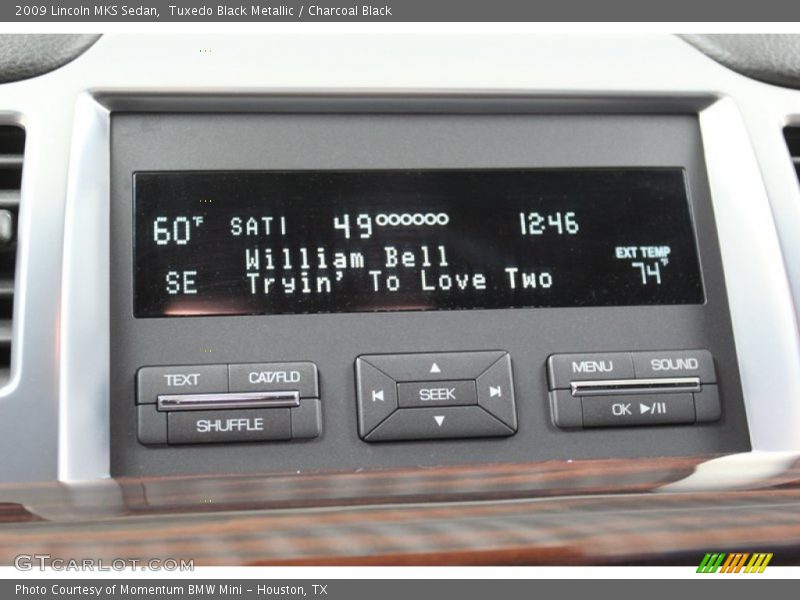 2009 Lincoln MKS Sedan,  Tuxedo Black Metallic / Charcoal Black
60°F SAT1 49 12:46
William Bell
EXT TEMP
SE Tryin' To Love Two 74°F
TEXT CAT/FLD
SHUFFLE
SEEK
MENU SOUND
OK ▶/II
GTCARLOT.COM
Photo Courtesy of Momentum BMW Mini - Houston, TX